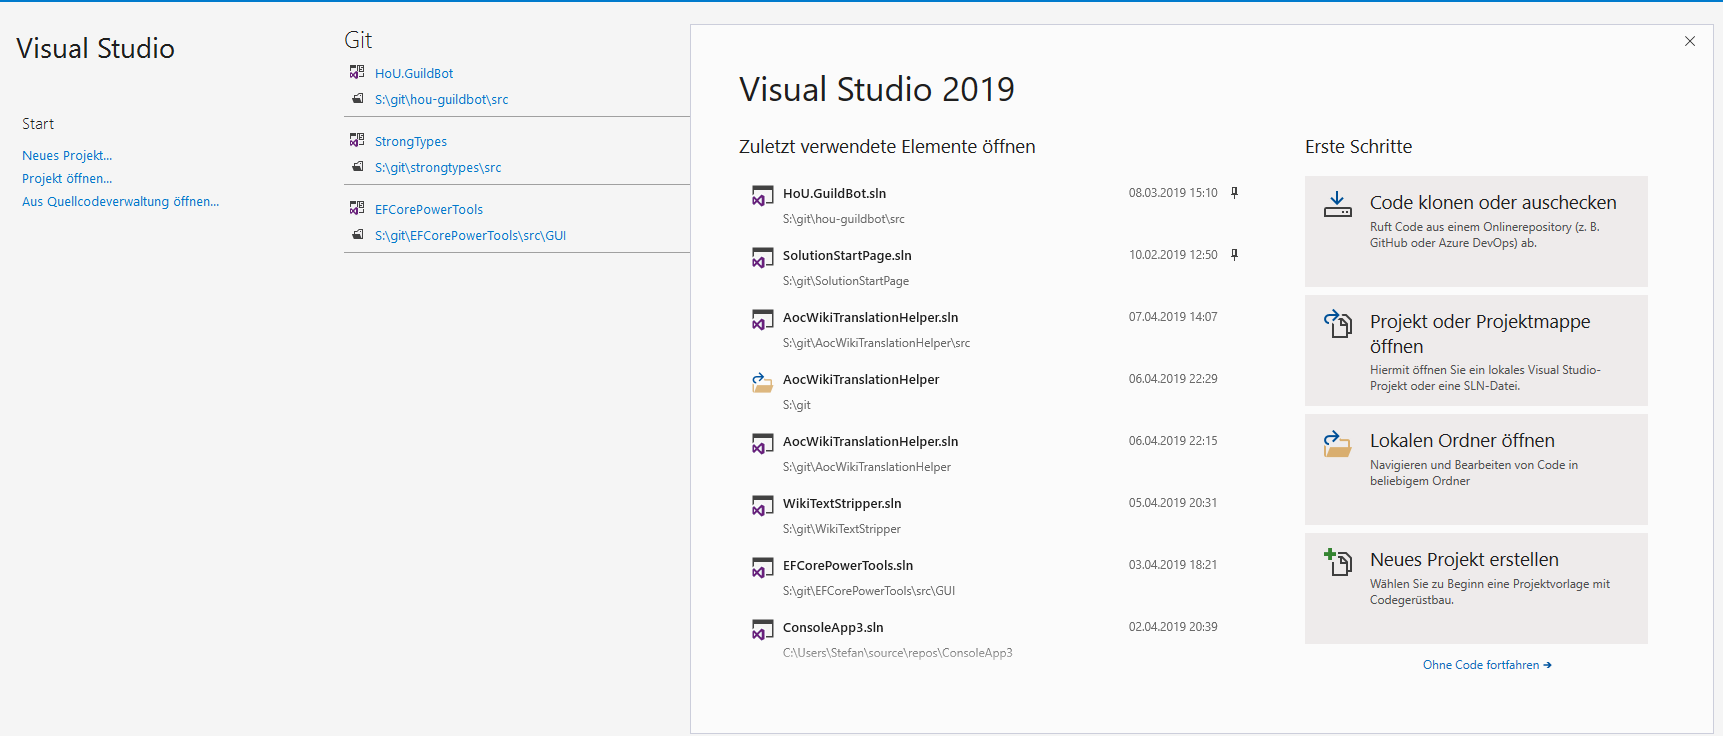 Visual Studio
Start
Neues Projekt...
Projekt öffnen...
Aus Quellcodeverwaltung öffnen...
Git
HoU.GuildBot
S:\git\hou-guildbot\src
StrongTypes
S:\git\strongtypes\src
EFCorePowerTools
S:\git\EFCorePowerTools\src\GUI
Visual Studio 2019
Zuletzt verwendete Elemente öffnen
HoU.GuildBot.sln 08.03.2019 15:10
S:\git\hou-guildbot\src
SolutionStartPage.sln 10.02.2019 12:50
S:\git\SolutionStartPage
AocWikiTranslationHelper.sln 07.04.2019 14:07
S:\git\AocWikiTranslationHelper\src
AocWikiTranslationHelper 06.04.2019 22:29
S:\git
AocWikiTranslationHelper.sln 06.04.2019 22:15
S:\git\AocWikiTranslationHelper
WikiTextStripper.sln 05.04.2019 20:31
S:\git\WikiTextStripper
EFCorePowerTools.sln 03.04.2019 18:21
S:\git\EFCorePowerTools\src\GUI
ConsoleApp3.sln 02.04.2019 20:39
C:\Users\Stefan\source\repos\ConsoleApp3
Erste Schritte
Code klonen oder auschecken
Ruft Code aus einem Onlinerepository (z. B.
GitHub oder Azure DevOps) ab.
Projekt oder Projektmappe
öffnen
Hiermit öffnen Sie ein lokales Visual Studio-
Projekt oder eine SLN-Datei.
Lokalen Ordner öffnen
Navigieren und Bearbeiten von Code in
beliebigem Ordner
Neues Projekt erstellen
Wählen Sie zu Beginn eine Projektvorlage mit
Codegerüstbau.
Ohne Code fortfahren